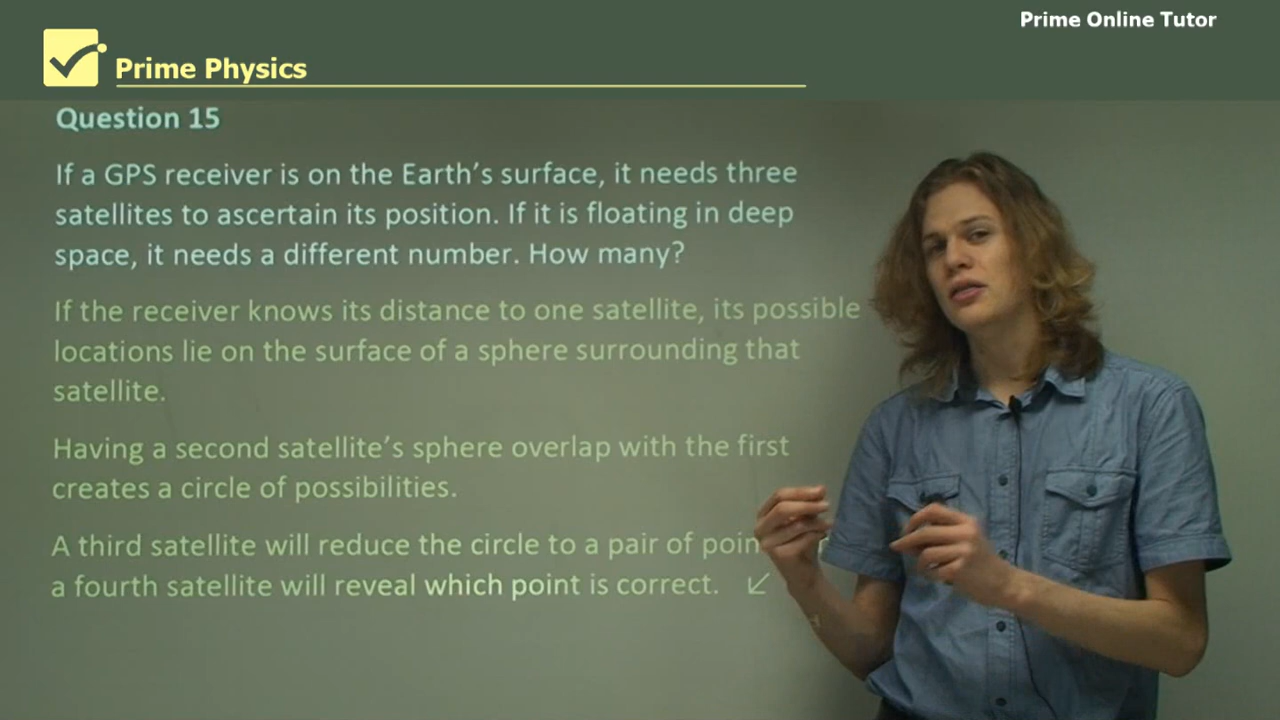 Prime Online Tutor
Prime Physics
Question 15
If a GPS receiver is on the Earth's surface, it needs three
satellites to ascertain its position. If it is floating in deep
space, it needs a different number. How many?
If the receiver knows its distance to one satellite, its possible
locations lie on the surface of a sphere surrounding that
satellite.
Having a second satellite's sphere overlap with the first
creates a circle of possibilities.
A third satellite will reduce the circle to a pair of
a fourth satellite will reveal which point is correct.